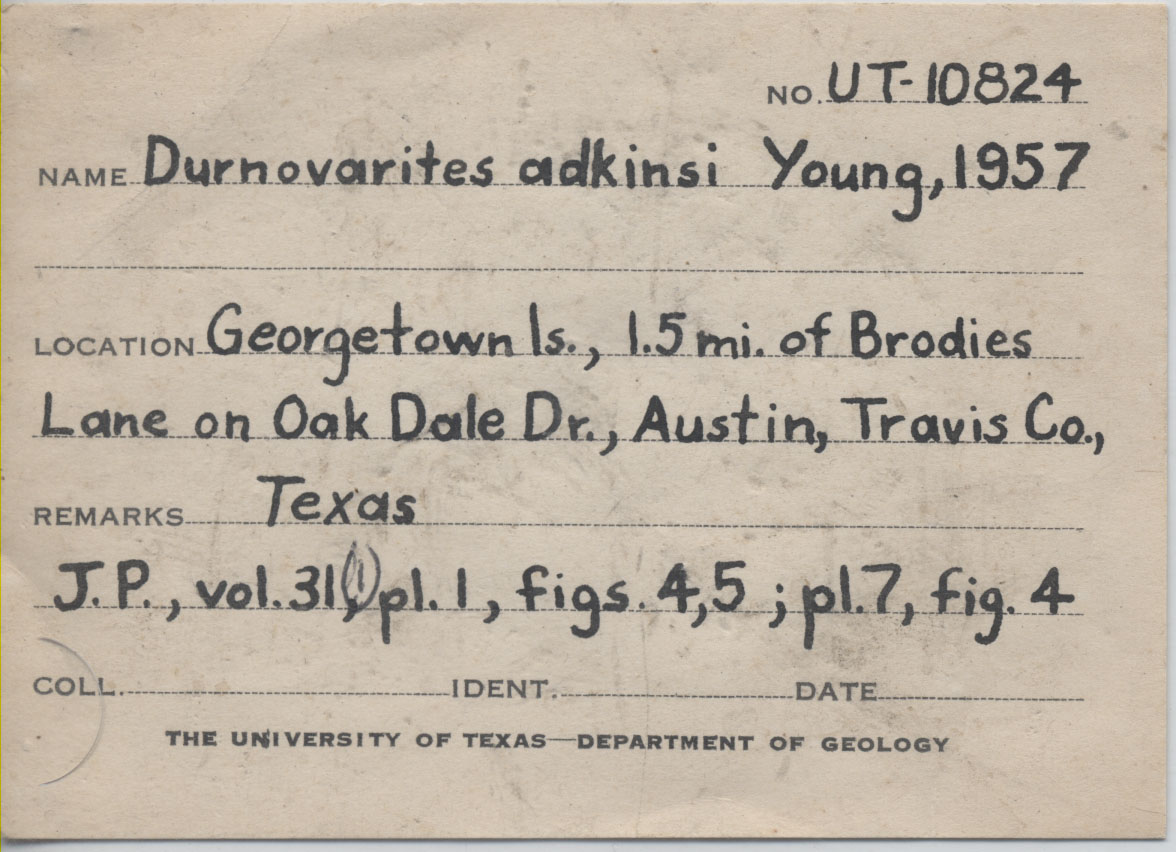 NO. UT-10824
NAME Durnovarites adkinsi Young, 1957
LOCATION Georgetown ls., 1.5 mi. of Brodies
Lane on Oak Dale Dr., Austin, Travis Co.,
REMARKS Texas
J.P., vol. 31(1), pl. 1, figs. 4,5 ; pl. 7, fig. 4
COLL. IDENT. DATE
THE UNIVERSITY OF TEXAS—DEPARTMENT OF GEOLOGY